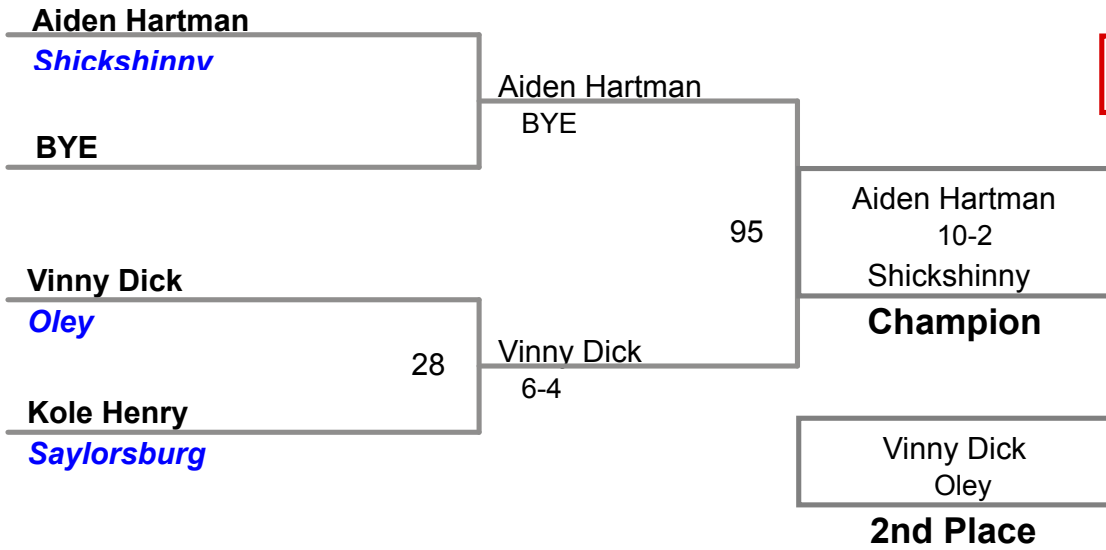 Aiden Hartman
Shickshinny
BYE
Aiden Hartman
BYE
Vinny Dick
Oley
28
Kole Henry
Saylorsburg
Vinny Dick
6-4
95
Aiden Hartman
10-2
Shickshinny
Champion
Vinny Dick
Oley
2nd Place